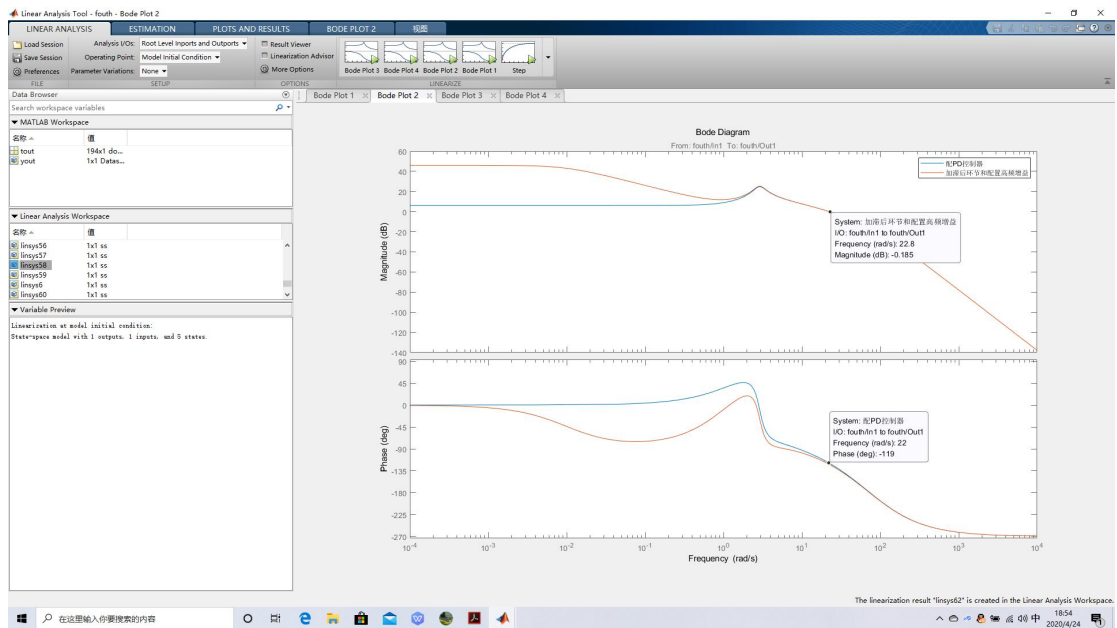 Linear Analysis Tool - fouth - Bode Plot 2
LINEAR ANALYSIS ESTIMATION PLOTS AND RESULTS BODE PLOT 2 视图
Load Session Analysis I/Os: Root Level Inports and Outports Result Viewer
Save Session Operating Point: Model Initial Condition Linearization Advisor
Preferences Parameter Variations: None More Options Bode Plot 3 Bode Plot 4 Bode Plot 2 Bode Plot 1 Step
FILE SETUP OPTIONS LINEARIZE
Data Browser
Search workspace variables
MATLAB Workspace
名称 值
tout 194x1 do...
yout 1x1 Datas...
Linear Analysis Workspace
名称 值
linsys56 1x1 ss
linsys57 1x1 ss
linsys58 1x1 ss
linsys59 1x1 ss
linsys6 1x1 ss
linsys60 1x1 ss
Variable Preview
Linearization at model initial condition:
State-space model with 1 outputs, 1 inputs, and 5 states.
Bode Plot 1 Bode Plot 2 Bode Plot 3 Bode Plot 4
Bode Diagram
From: fouth/In1 To: fouth/Out1
配PD控制器
加滞后环节和配置高频增益
Magnitude (dB)
60
40
20
0
-20
-40
-60
-80
-100
-120
-140
System: 加滞后环节和配置高频增益
I/O: fouth/In1 to fouth/Out1
Frequency (rad/s): 22.8
Magnitude (dB): -0.185
Phase (deg)
90
45
0
-45
-90
-135
-180
-225
-270
System: 配PD控制器
I/O: fouth/In1 to fouth/Out1
Frequency (rad/s): 22
Phase (deg): -119
10-4 10-3 10-2 10-1 100 101 102 103 104
Frequency (rad/s)
The linearization result "linsys62" is created in the Linear Analysis Workspace.
在这里输入你要搜索的内容
中 18:54
2020/4/24